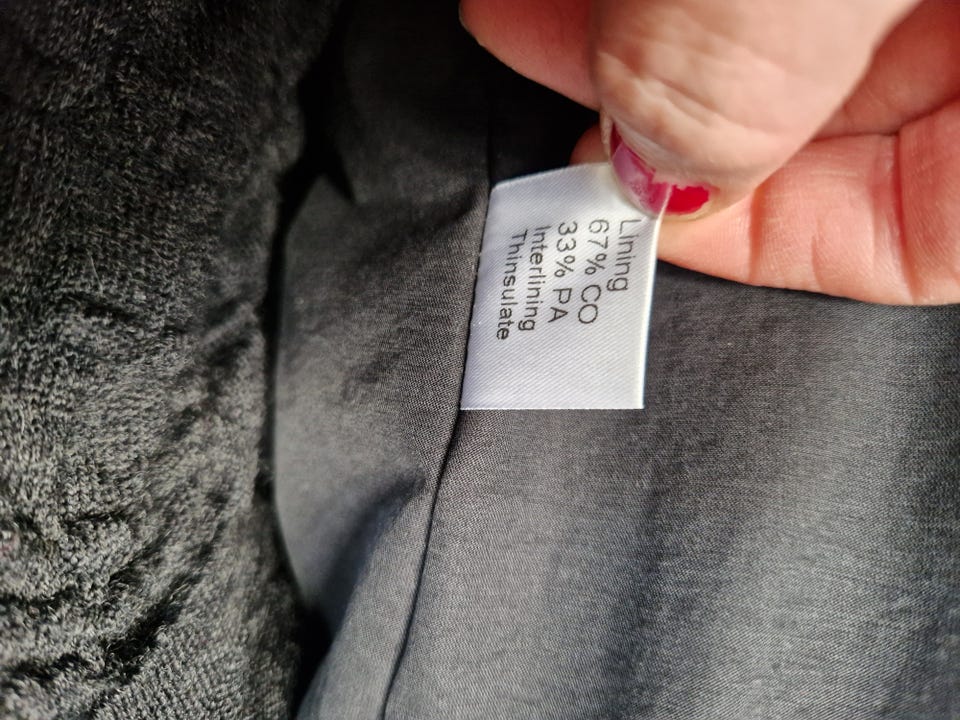 Lining
67% CO
33% PA
Interlining
Thinsulate